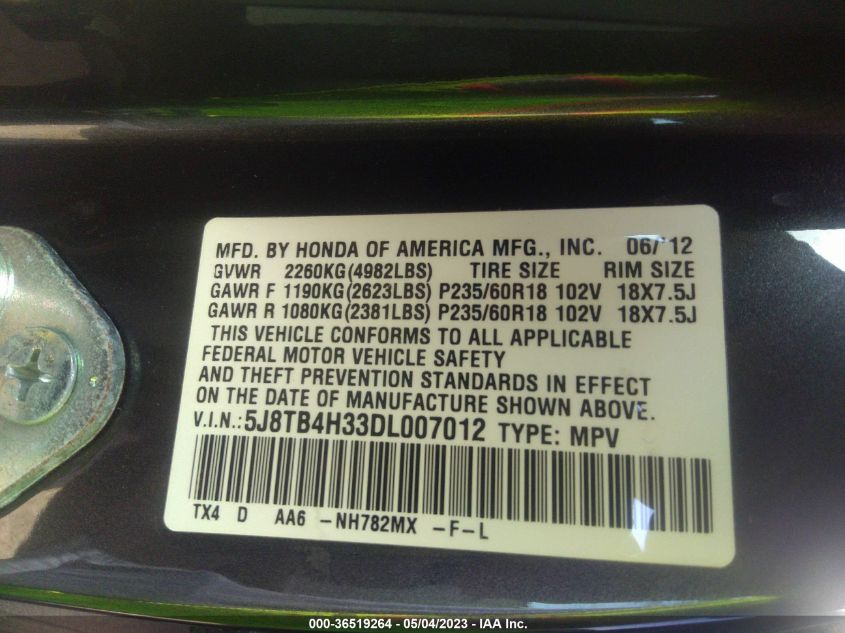 MFD. BY HONDA OF AMERICA MFG., INC. 06/12
GVWR 2260KG(4982LBS) TIRE SIZE RIM SIZE
GAWR F 1190KG(2623LBS) P235/60R18 102V 18X7.5J
GAWR R 1080KG(2381LBS) P235/60R18 102V 18X7.5J
THIS VEHICLE CONFORMS TO ALL APPLICABLE
FEDERAL MOTOR VEHICLE SAFETY
AND THEFT PREVENTION STANDARDS IN EFFECT
ON THE DATE OF MANUFACTURE SHOWN ABOVE.
V.I.N.: 5J8TB4H33DL007012 TYPE: MPV
TX4 D AA6 -NH782MX -F-L
000-36519264 - 05/04/2023 - IAA Inc.